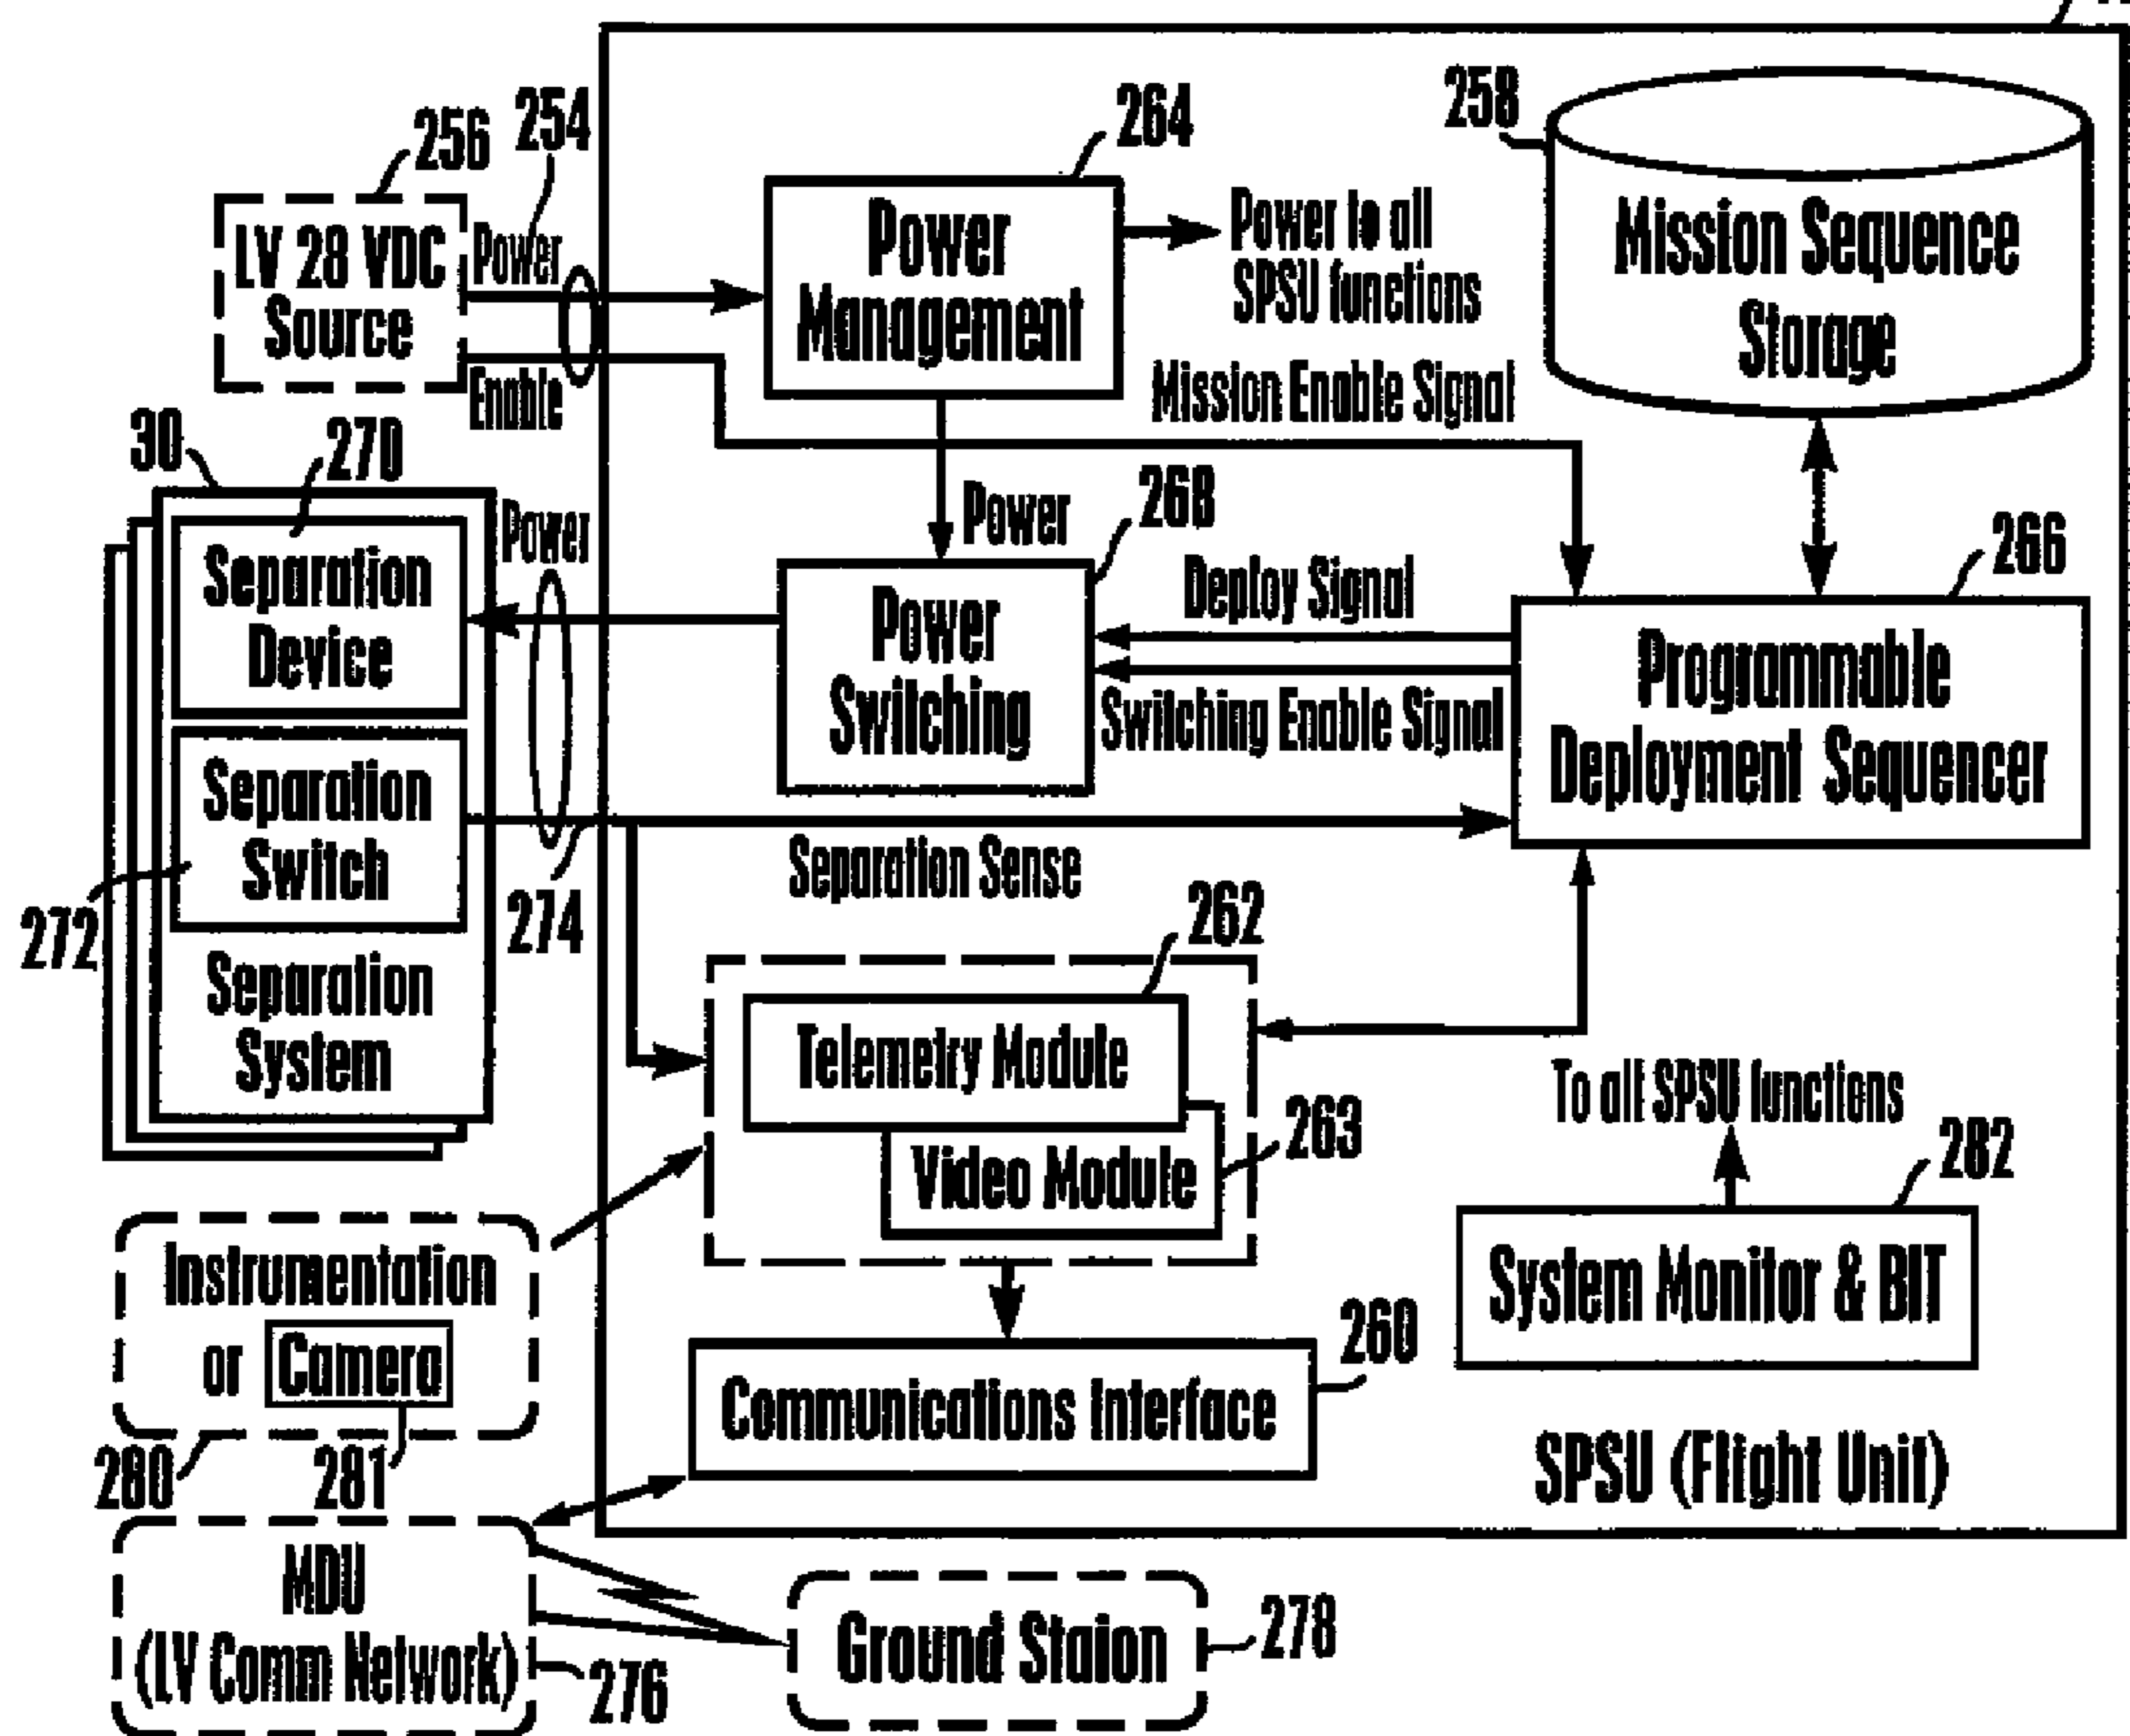 256
254
264
258
LV 28 VDC
Source
Power
Enable
Power
Management
Power to all
SPSU functions
Mission Enable Signal
Mission Sequence
Storage
30
270
Power
Power
268
266
Separation
Device
Power
Switching
Deploy Signal
Switching Enable Signal
Programmable
Deployment Sequencer
Separation
Switch
Separation Sense
272
274
262
Separation
System
Telemetry Module
Video Module
263
To all SPSU functions
282
System Monitor & BIT
Instrumentation
or Camera
280
281
260
Communications Interface
SPSU (Flight Unit)
MDU
(LV Comm Network)
276
Ground Staion
278